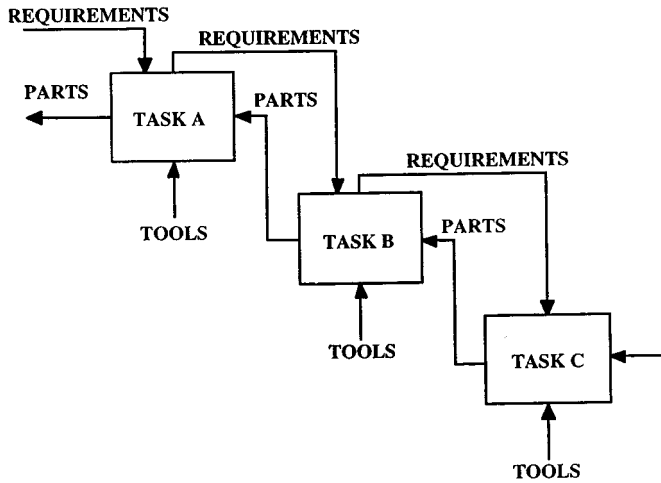 REQUIREMENTS
REQUIREMENTS
PARTS
PARTS
TASK A
REQUIREMENTS
TOOLS
PARTS
TASK B
TOOLS
TASK C
TOOLS